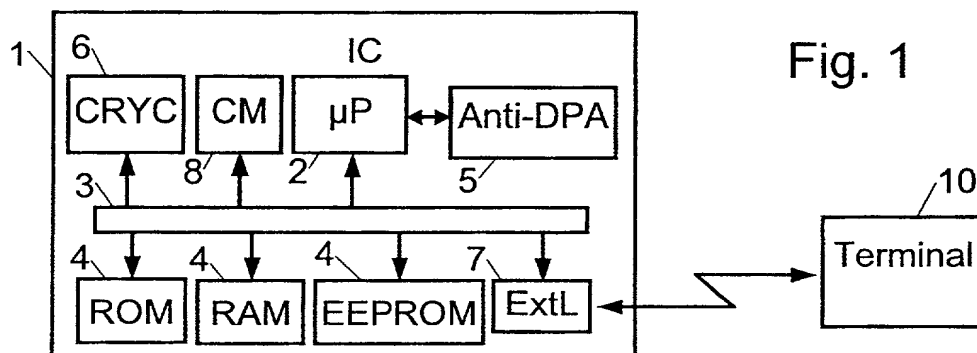 Fig. 1
1
IC
6
CRYC
CM
µP
Anti-DPA
8
2
5
3
10
Terminal
4
4
4
7
ROM
RAM
EEPROM
ExtL